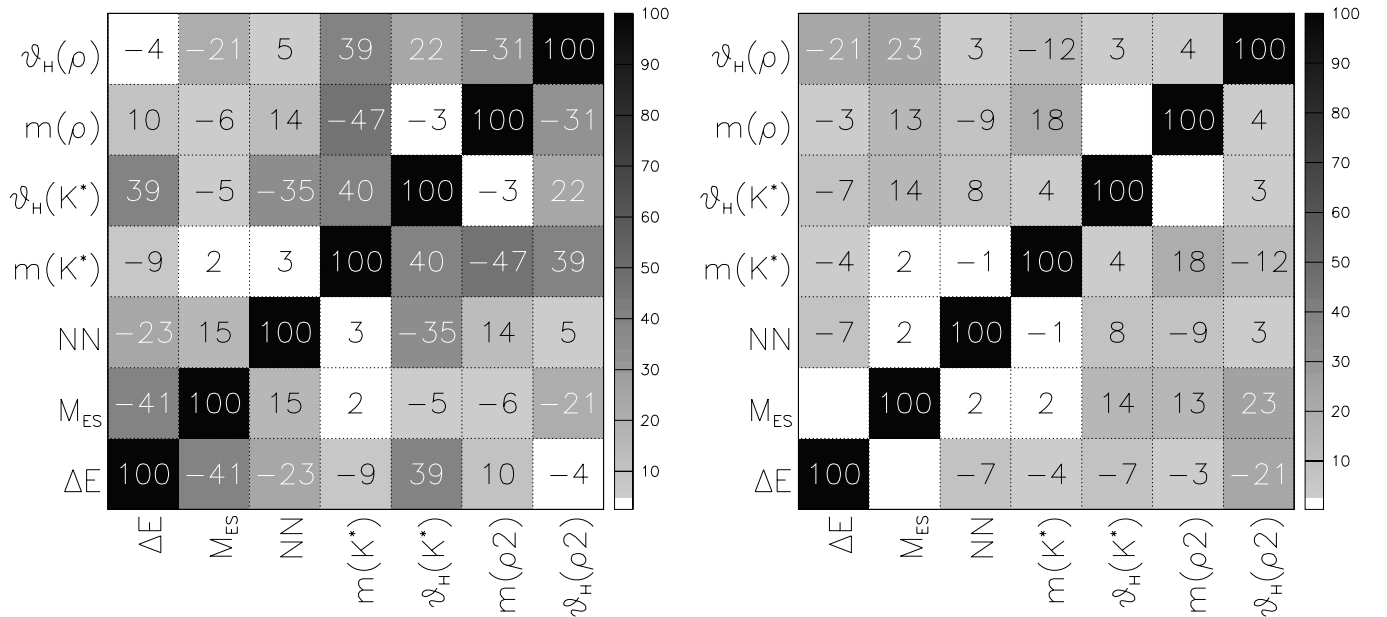 ϑH(ρ) −4 −21 5 39 22 −31 100
m(ρ) 10 −6 14 −47 −3 100 −31
ϑH(K*) 39 −5 −35 40 100 −3 22
m(K*) −9 2 3 100 40 −47 39
NN −23 15 100 3 −35 14 5
MES −41 100 15 2 −5 −6 −21
ΔE 100 −41 −23 −9 39 10 −4
ΔE MES NN m(K*) ϑH(K*) m(ρ2) ϑH(ρ2)
100
90
80
70
60
50
40
30
20
10
ϑH(ρ) −21 23 3 −12 3 4 100
m(ρ) −3 13 −9 18 100 4
ϑH(K*) −7 14 8 4 100 3
m(K*) −4 2 −1 100 4 18 −12
NN −7 2 100 −1 8 −9 3
MES 100 2 2 14 13 23
ΔE 100 −7 −4 −7 −3 −21
ΔE MES NN m(K*) ϑH(K*) m(ρ2) ϑH(ρ2)
100
90
80
70
60
50
40
30
20
10